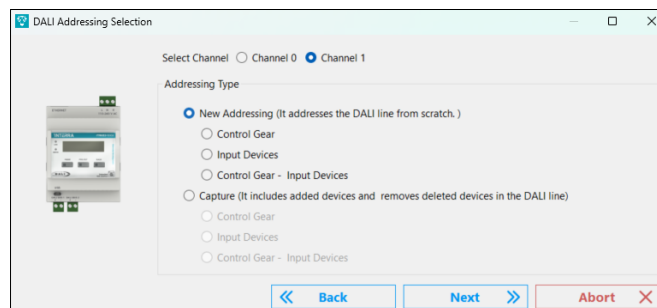 DALI Addressing Selection
Select Channel Channel 0 Channel 1
Addressing Type
New Addressing (It addresses the DALI line from scratch. )
Control Gear
Input Devices
Control Gear - Input Devices
Capture (It includes added devices and removes deleted devices in the DALI line)
Control Gear
Input Devices
Control Gear - Input Devices
Back Next Abort